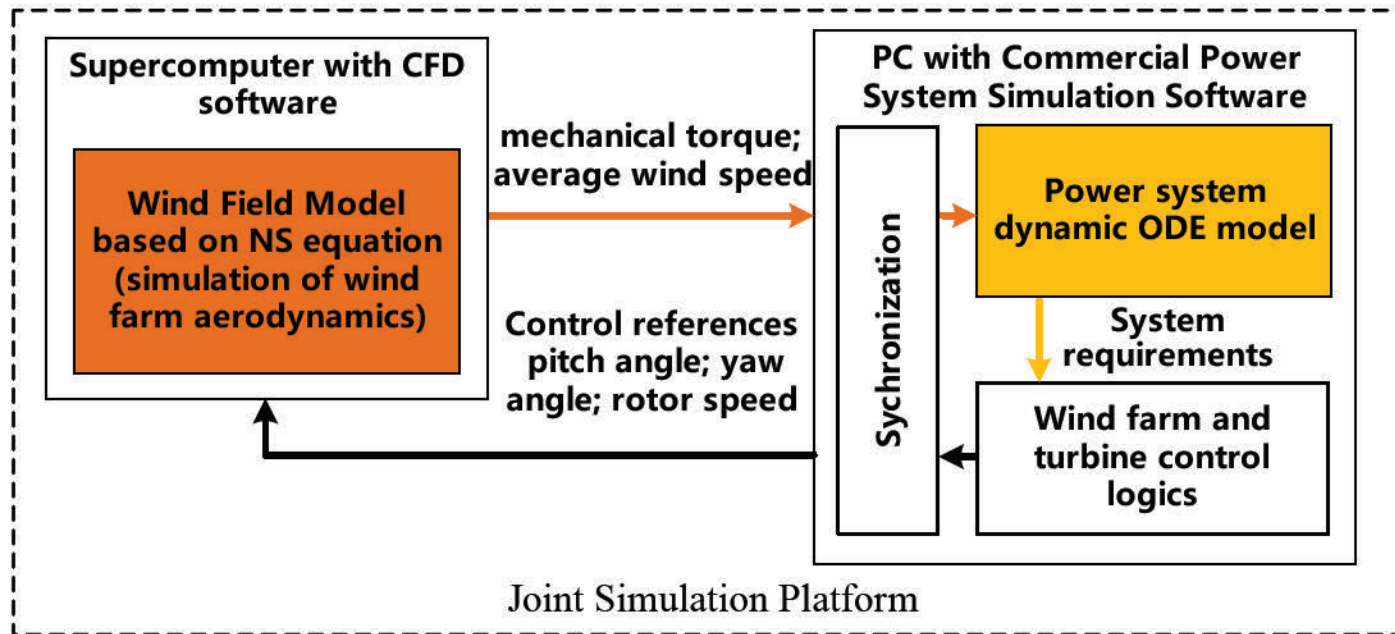 Supercomputer with CFD
software
Wind Field Model
based on NS equation
(simulation of wind
farm aerodynamics)
mechanical torque;
average wind speed
Control references
pitch angle; yaw
angle; rotor speed
PC with Commercial Power
System Simulation Software
Sychronization
Power system
dynamic ODE model
System
requirements
Wind farm and
turbine control
logics
Joint Simulation Platform